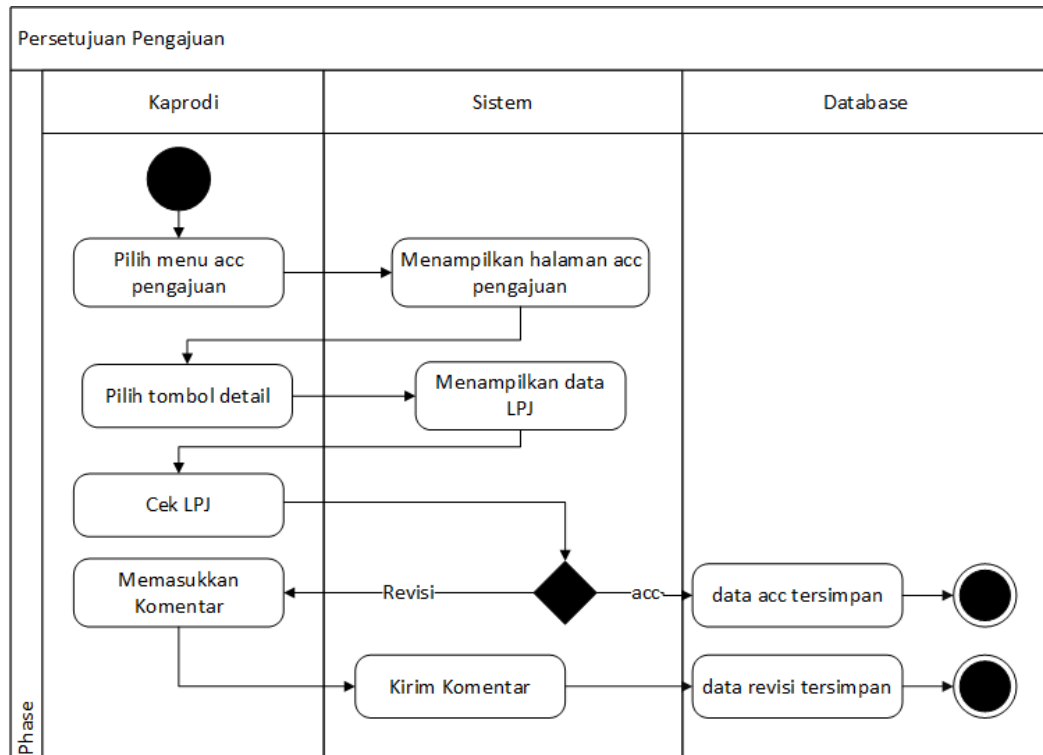 Persetujuan Pengajuan
Kaprodi
Sistem
Database
Pilih menu acc
pengajuan
Menampilkan halaman acc
pengajuan
Pilih tombol detail
Menampilkan data
LPJ
Cek LPJ
Memasukkan
Komentar
Revisi
acc
data acc tersimpan
Kirim Komentar
data revisi tersimpan
Phase